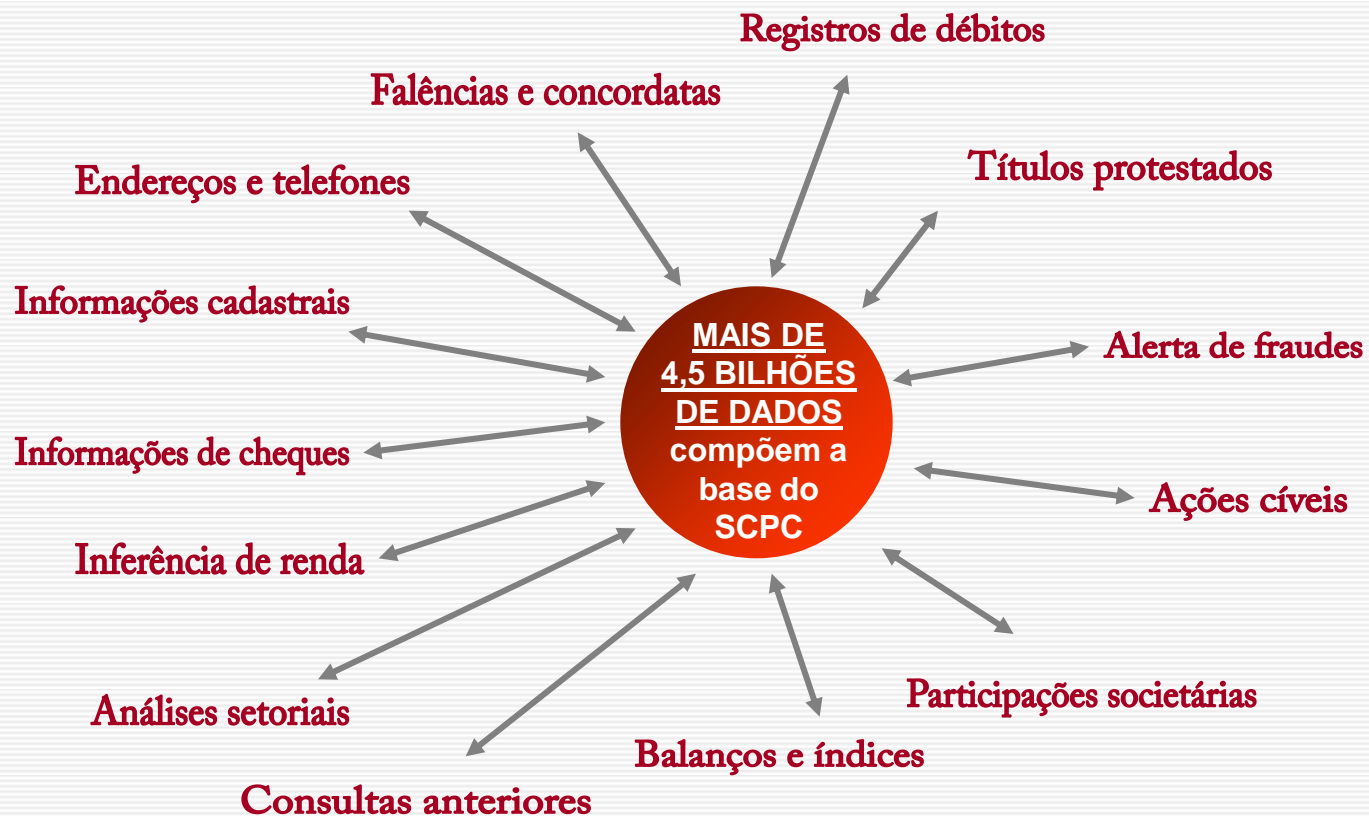 Registros de débitos
Falências e concordatas
Títulos protestados
Endereços e telefones
Informações cadastrais
MAIS DE
4,5 BILHÕES
DE DADOS
compõem a
base do
SCPC
Alerta de fraudes
Informações de cheques
Ações cíveis
Inferência de renda
Participações societárias
Análises setoriais
Balanços e índices
Consultas anteriores